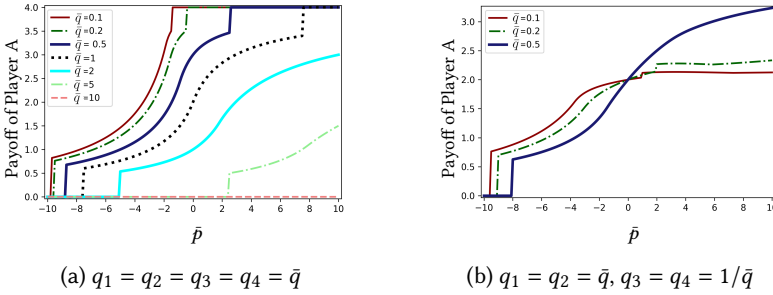 Payoff of Player A
4.0
3.5
3.0
2.5
2.0
1.5
1.0
0.5
0.0
q̄ =0.1
q̄ =0.2
q̄ = 0.5
q̄ =1
q̄ =2
q̄ =5
q̄ =10
−10 −8 −6 −4 −2 0 2 4 6 8 10
p̄
(a) q₁ = q₂ = q₃ = q₄ = q̄
Payoff of Player A
3.0
2.5
2.0
1.5
1.0
0.5
0.0
q̄ =0.1
q̄ =0.2
q̄ =0.5
−10 −8 −6 −4 −2 0 2 4 6 8 10
p̄
(b) q₁ = q₂ = q̄, q₃ = q₄ = 1/q̄